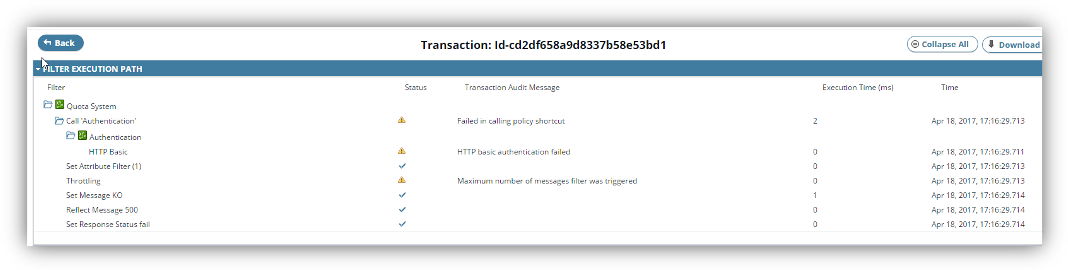 Back
Transaction: Id-cd2df658a9d8337b58e53bd1
Collapse All
Download
FILTER EXECUTION PATH
Filter Status Transaction Audit Message Execution Time (ms) Time
Quota System
Call 'Authentication' Failed in calling policy shortcut 2 Apr 18, 2017, 17:16:29.713
Authentication
HTTP Basic HTTP basic authentication failed 0 Apr 18, 2017, 17:16:29.711
Set Attribute Filter (1) 0 Apr 18, 2017, 17:16:29.713
Throttling Maximum number of messages filter was triggered 0 Apr 18, 2017, 17:16:29.713
Set Message KO 1 Apr 18, 2017, 17:16:29.714
Reflect Message 500 0 Apr 18, 2017, 17:16:29.714
Set Response Status fail 0 Apr 18, 2017, 17:16:29.714